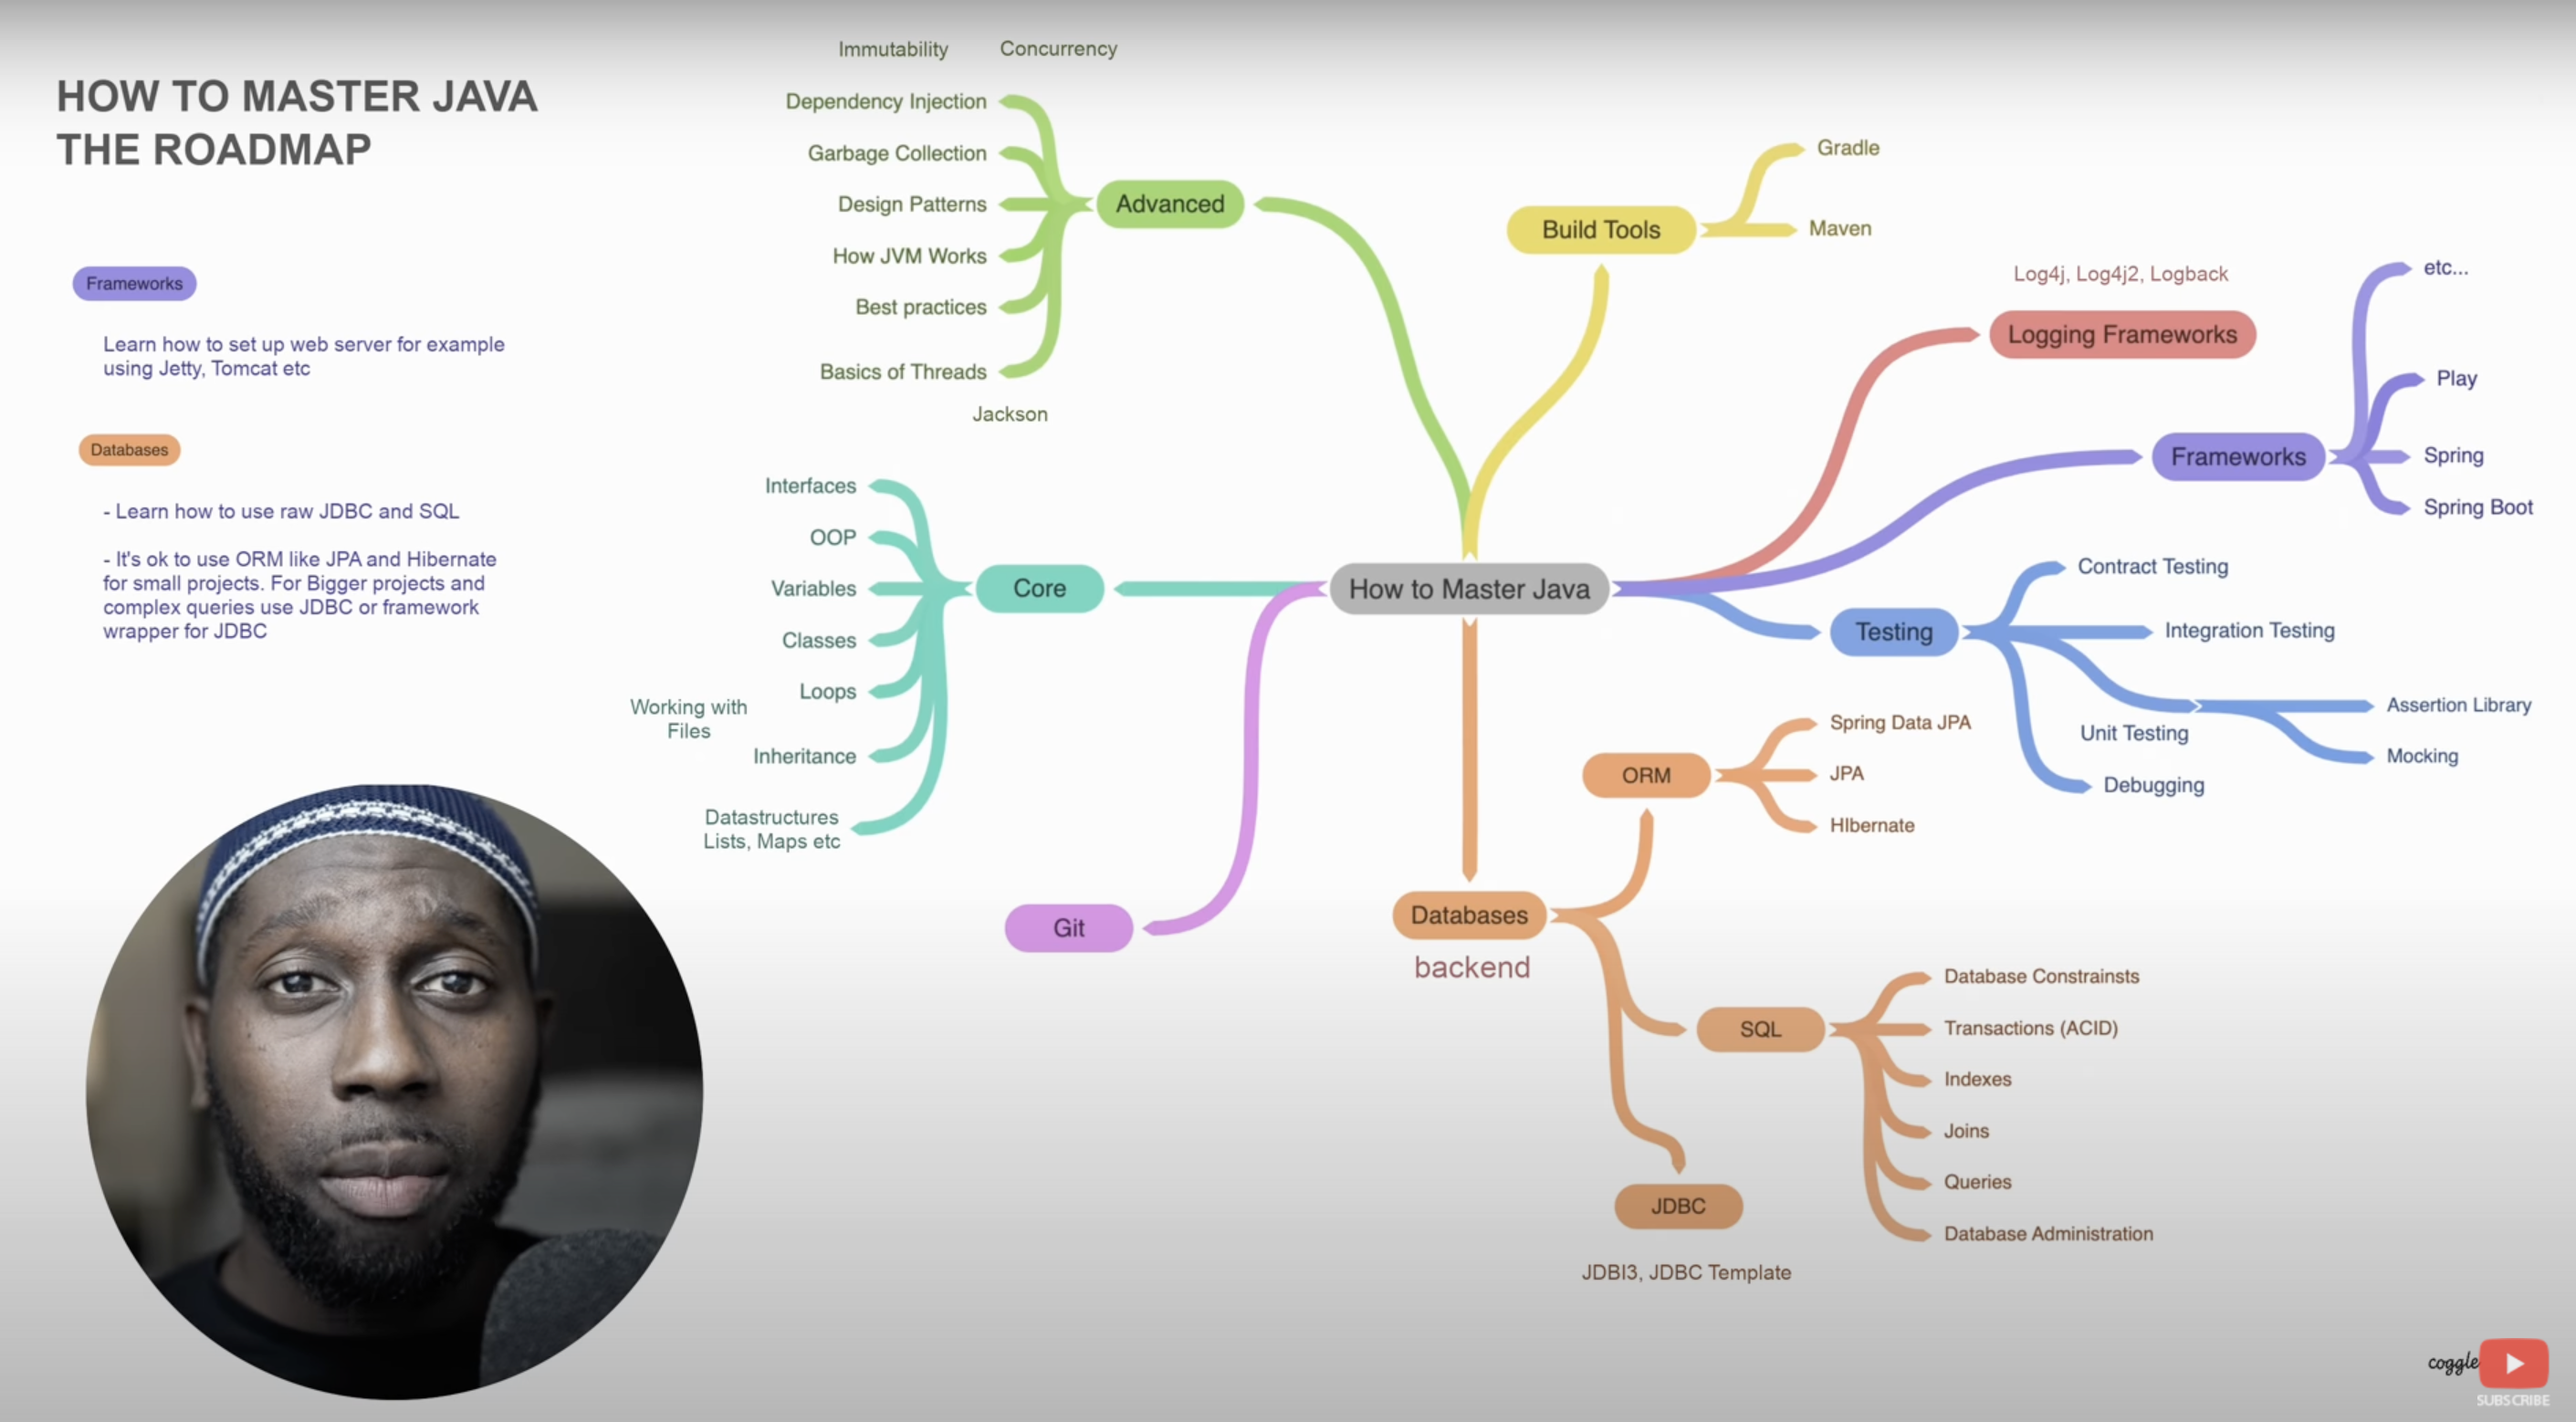 HOW TO MASTER JAVA
THE ROADMAP
Frameworks
Learn how to set up web server for example
using Jetty, Tomcat etc
Databases
- Learn how to use raw JDBC and SQL
- It's ok to use ORM like JPA and Hibernate
for small projects. For Bigger projects and
complex queries use JDBC or framework
wrapper for JDBC
Immutability
Concurrency
Dependency Injection
Garbage Collection
Design Patterns
How JVM Works
Best practices
Basics of Threads
Jackson
Advanced
Interfaces
OOP
Variables
Classes
Loops
Working with
Files
Inheritance
Datastructures
Lists, Maps etc
Core
Git
How to Master Java
Build Tools
Gradle
Maven
Log4j, Log4j2, Logback
Logging Frameworks
Frameworks
etc...
Play
Spring
Spring Boot
Testing
Contract Testing
Integration Testing
Unit Testing
Assertion Library
Mocking
Debugging
Databases
backend
ORM
Spring Data JPA
JPA
HIbernate
SQL
Database Constrainsts
Transactions (ACID)
Indexes
Joins
Queries
Database Administration
JDBC
JDBI3, JDBC Template
coggle
SUBSCRIBE